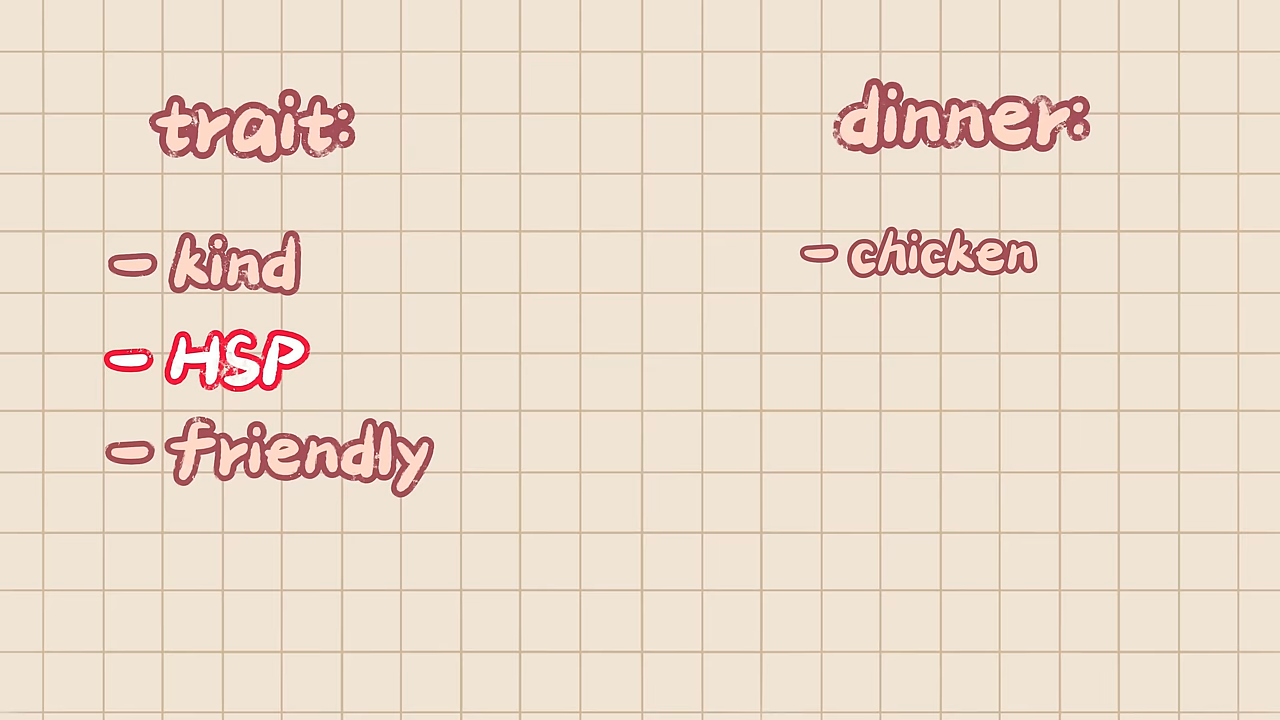 trait:
- kind
- HSP
- friendly
dinner:
- chicken